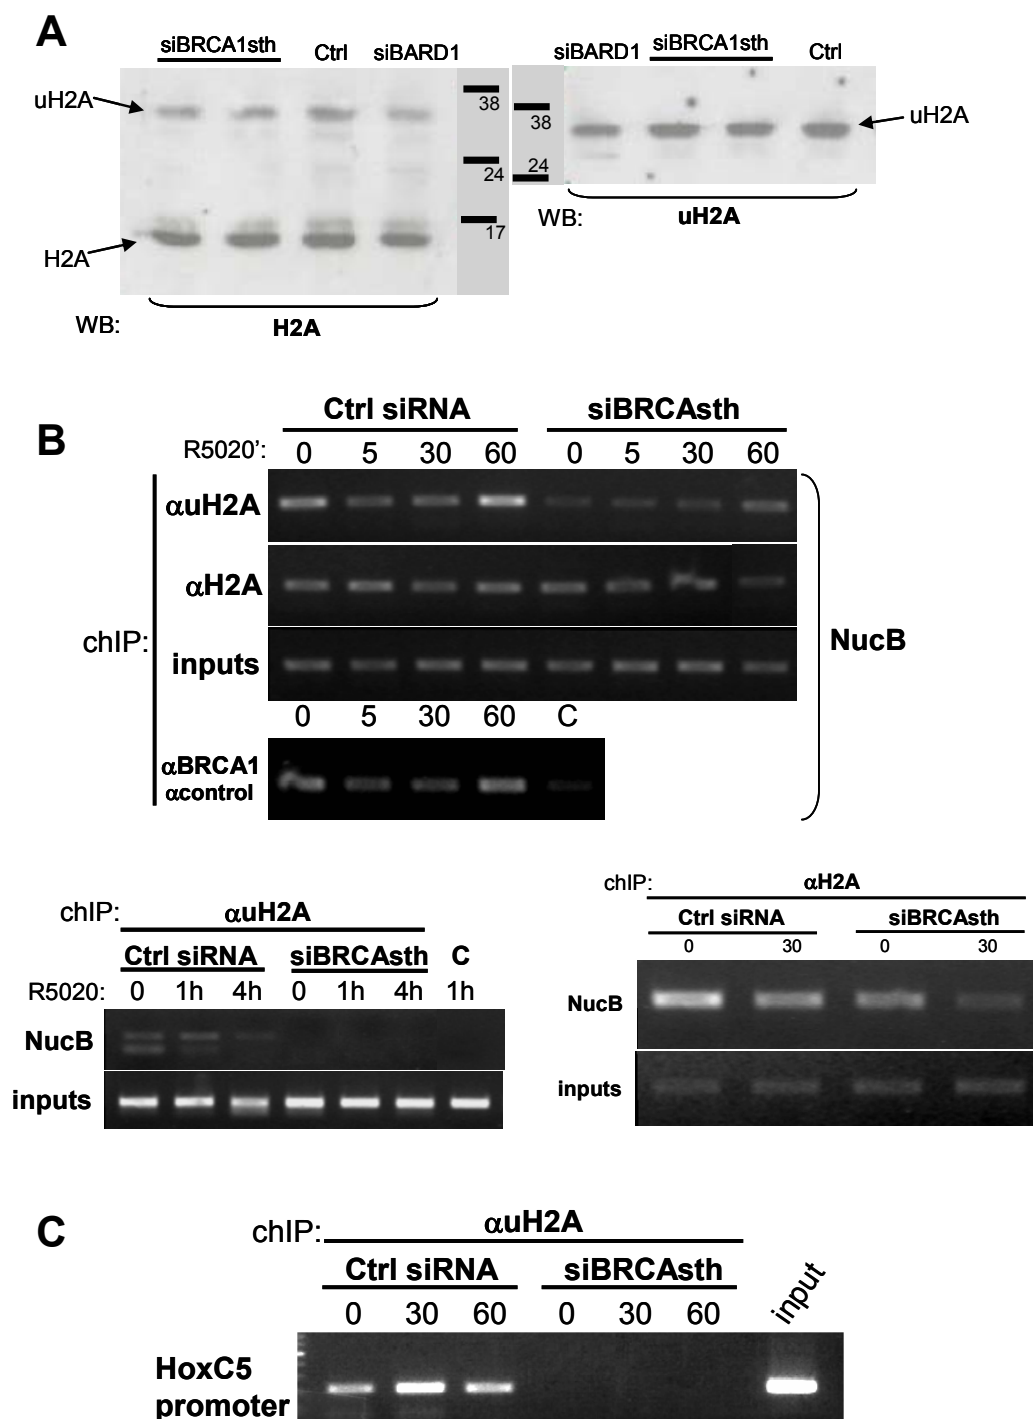 A
siBRCA1sth Ctrl siBARD1
siBARD1 siBRCA1sth Ctrl
uH2A
38
38
uH2A
24
24
17
H2A
WB: uH2A
WB: H2A
B
Ctrl siRNA siBRCAsth
R5020': 0 5 30 60 0 5 30 60
αuH2A
αH2A
chIP:
NucB
inputs
0 5 30 60 C
αBRCA1
αcontrol
chIP: αuH2A
Ctrl siRNA siBRCAsth C
R5020: 0 1h 4h 0 1h 4h 1h
NucB
inputs
chIP: αH2A
Ctrl siRNA siBRCAsth
0 30 0 30
NucB
inputs
C
chIP: αuH2A
Ctrl siRNA siBRCAsth input
0 30 60 0 30 60
HoxC5
promoter